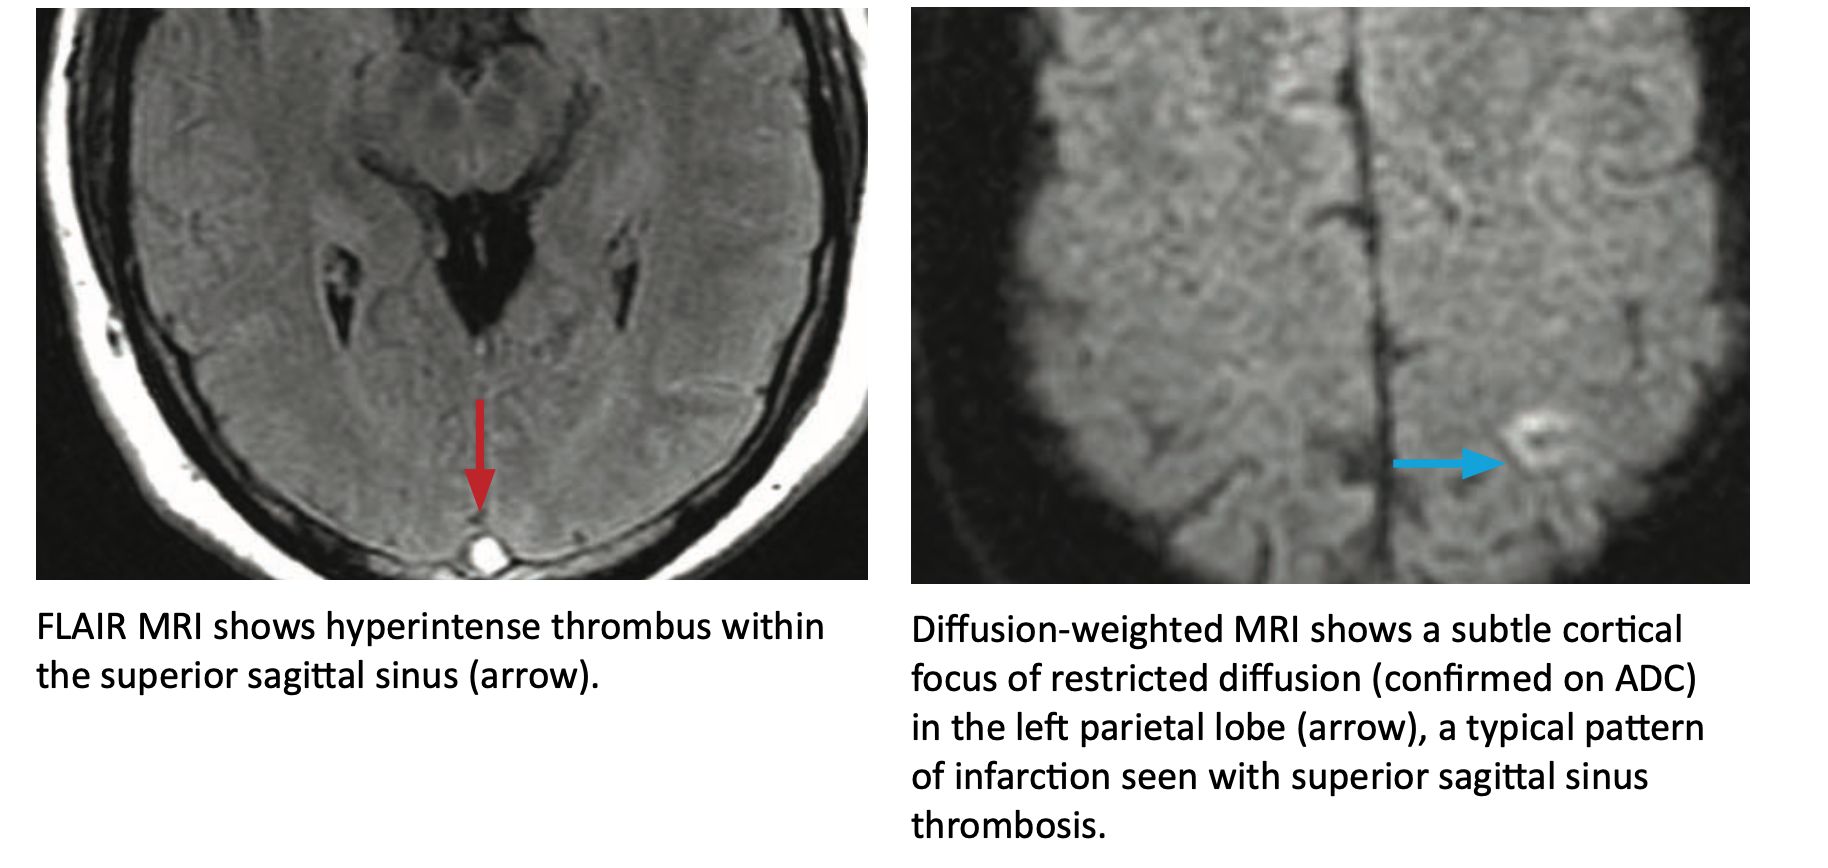 FLAIR MRI shows hyperintense thrombus within
the superior sagittal sinus (arrow).
Diffusion-weighted MRI shows a subtle cortical
focus of restricted diffusion (confirmed on ADC)
in the left parietal lobe (arrow), a typical pattern
of infarction seen with superior sagittal sinus
thrombosis.